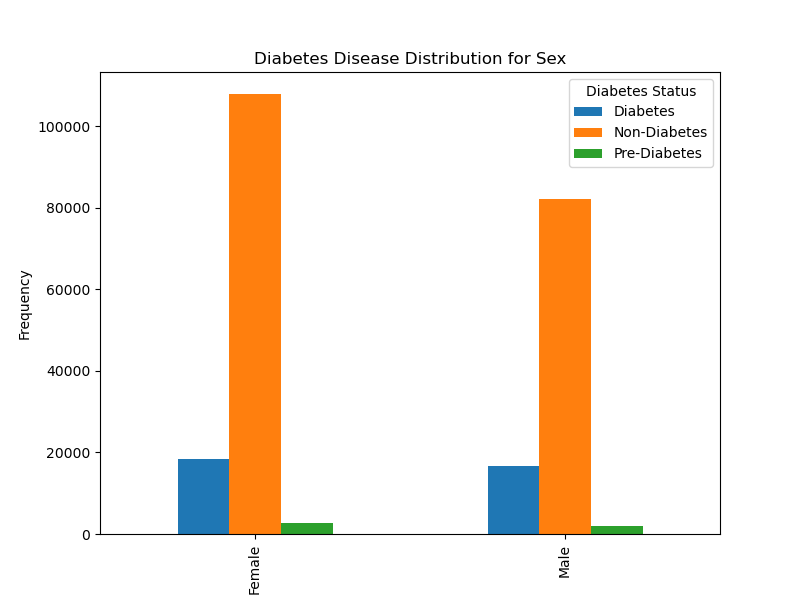 Diabetes Disease Distribution for Sex
Diabetes Status
Diabetes
Non-Diabetes
Pre-Diabetes
100000
80000
60000
40000
20000
0
Frequency
Female
Male